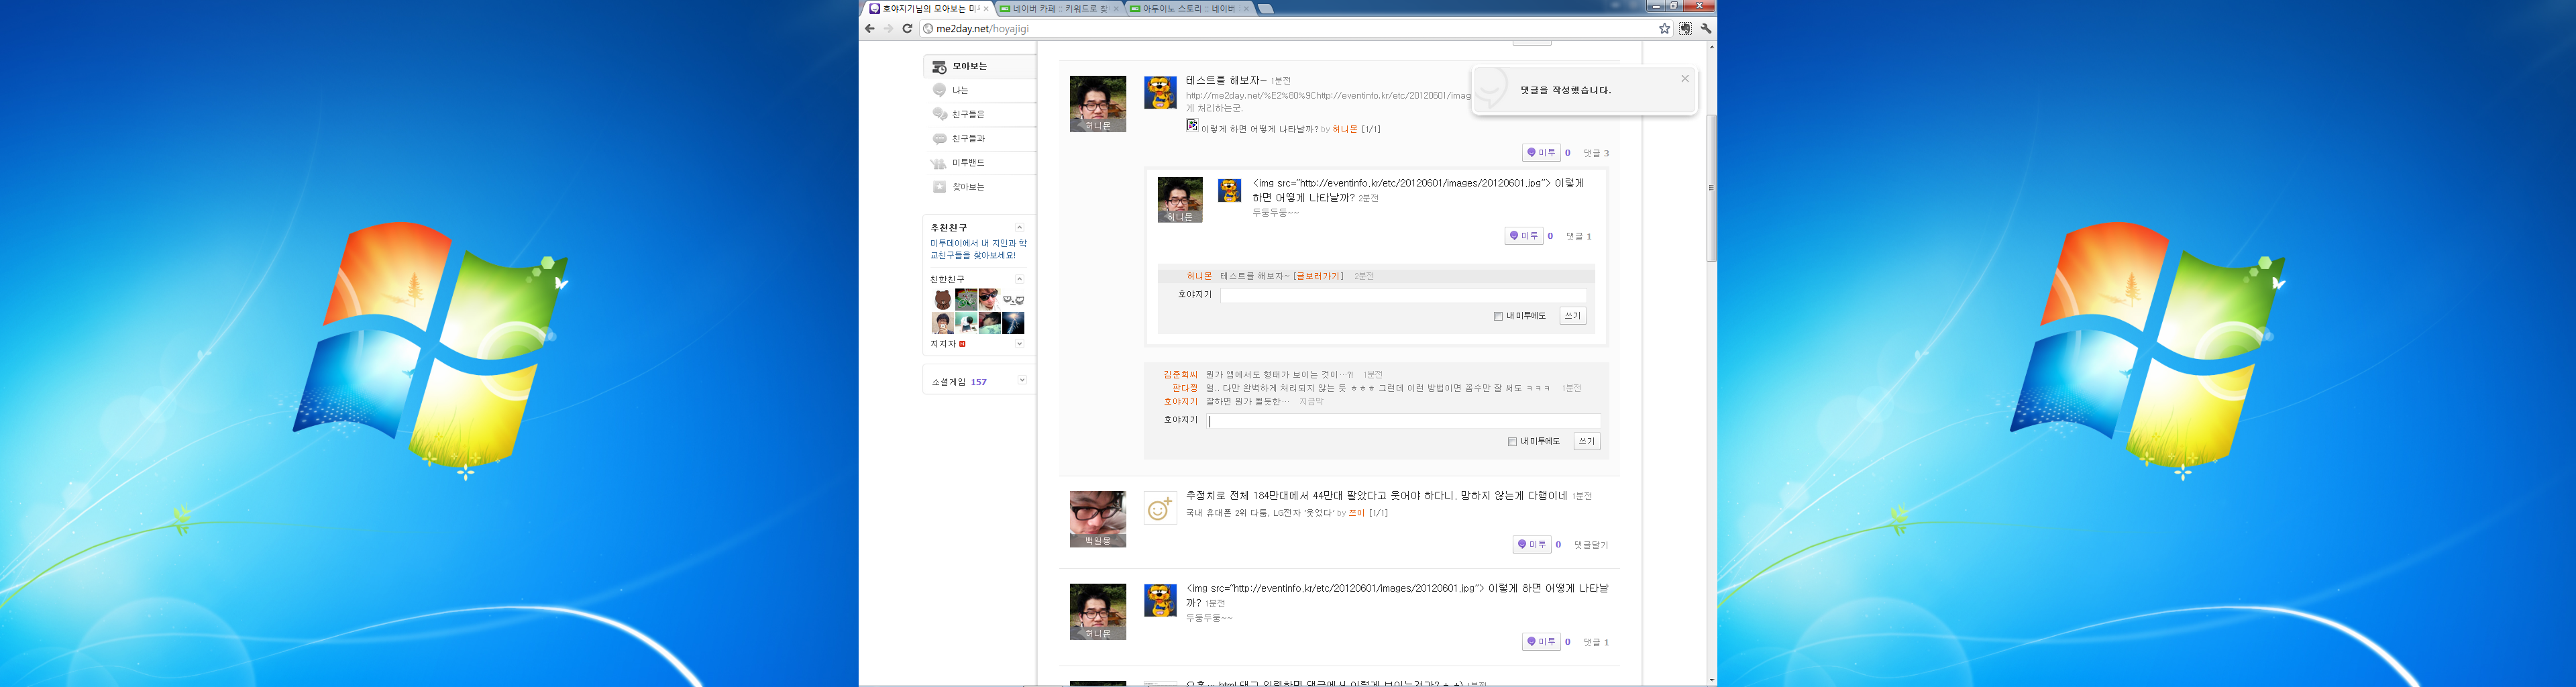 호야지기님의 모아보는 미
네이버 카페 :: 키워드로 찾
아두이노 스토리 :: 네이버
me2day.net/hoyajigi
모아보는
나는
친구들은
친구들과
미투밴드
찾아보는
추천친구
미투데이에서 내 지인과 학
교친구들을 찾아보세요!
친한친구
지지자 N
소셜게임 157
댓글을 작성했습니다.
허니몬
테스트를 해보자~ 1분전
http://me2day.net/%E2%80%9Chttp://eventinfo.kr/etc/20120601/imag
게 처리하는군.
이렇게 하면 어떻게 나타날까? by 허니몬 [1/1]
미투 0 댓글 3
허니몬
<img src="http://eventinfo.kr/etc/20120601/images/20120601.jpg"> 이렇게
하면 어떻게 나타날까? 2분전
두둥두둥~~
미투 0 댓글 1
허니몬 테스트를 해보자~ [글보러가기] 2분전
호야지기
내 미투에도 쓰기
김준희씨 뭔가 앱에서도 형태가 보이는 것이…?! 1분전
판다찡 얼.. 다만 완벽하게 처리되지 않는 듯 ㅎㅎㅎ 그런데 이런 방법이면 꼼수만 잘 써도 ㅋㅋㅋ 1분전
호야지기 잘하면 뭔가 뚫듯한… 지금막
호야지기
내 미투에도 쓰기
백일몽
추정치로 전체 184만대에서 44만대 팔았다고 웃어야 하다니. 망하지 않는게 다행이네 1분전
국내 휴대폰 2위 다툼, LG전자 '웃었다' by 쯔이 [1/1]
미투 0 댓글달기
허니몬
<img src="http://eventinfo.kr/etc/20120601/images/20120601.jpg"> 이렇게 하면 어떻게 나타날
까? 1분전
두둥두둥~~
미투 0 댓글 1